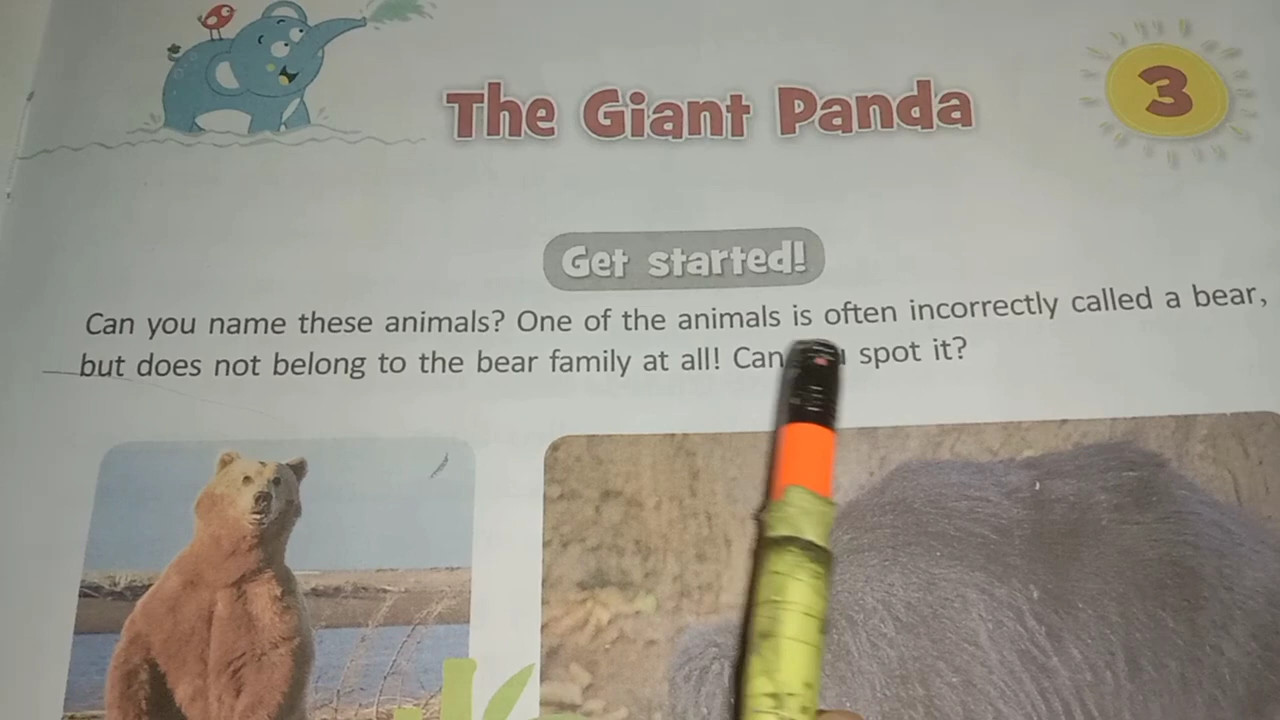 The Giant Panda
3
Get started!
Can you name these animals? One of the animals is often incorrectly called a bear,
but does not belong to the bear family at all! Can spot it?